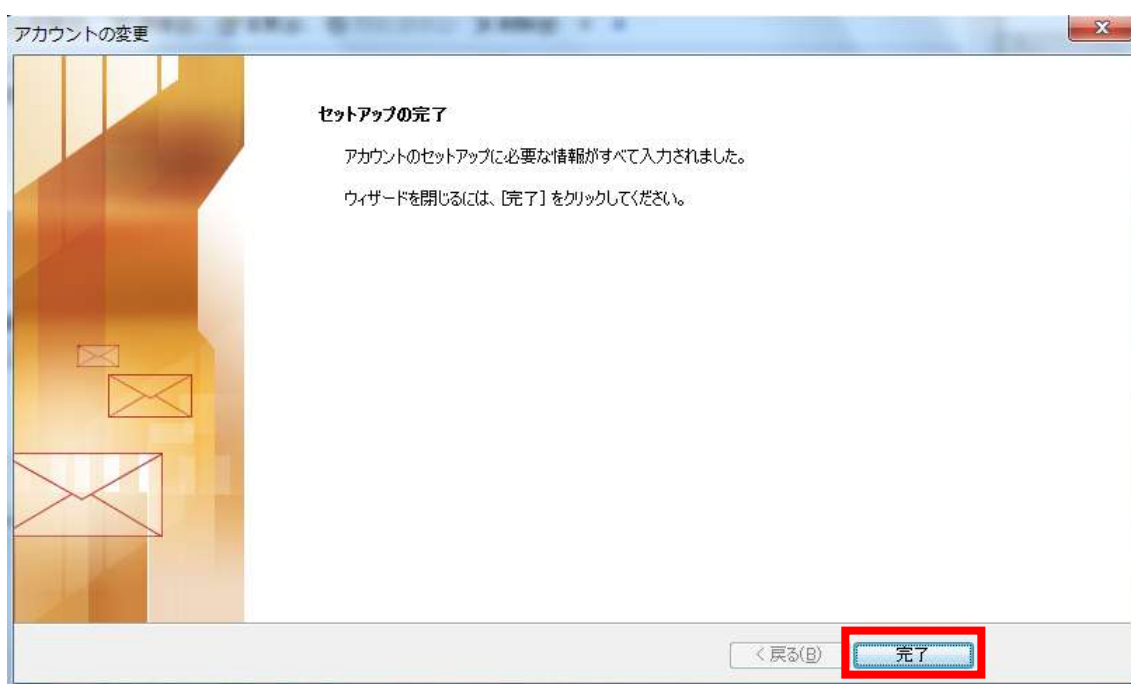 アカウントの変更
セットアップの完了
アカウントのセットアップに必要な情報がすべて入力されました。
ウィザードを閉じるには、[完了] をクリックしてください。
< 戻る(B)
完了